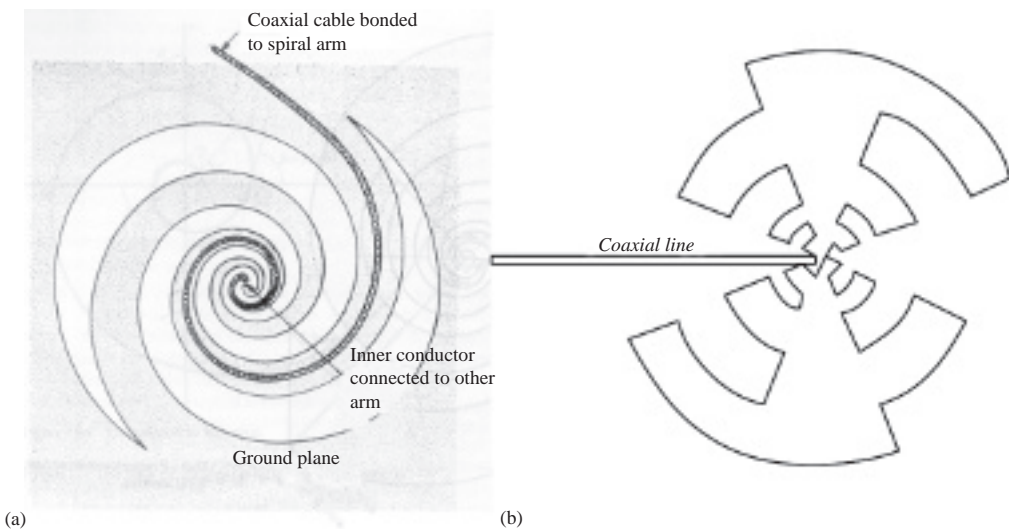 Coaxial cable bonded
to spiral arm
Inner conductor
connected to other
arm
Ground plane
(a)
Coaxial line
(b)